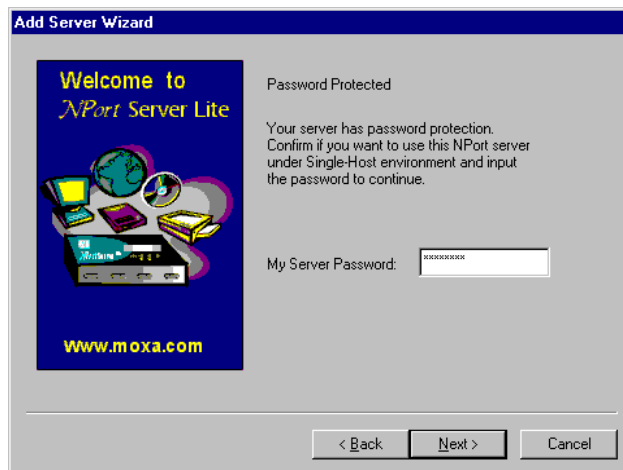 Add Server Wizard
Welcome to
NPort Server Lite
www.moxa.com
Password Protected
Your server has password protection.
Confirm if you want to use this NPort server
under Single-Host environment and input
the password to continue.
My Server Password: ********
< Back
Next >
Cancel